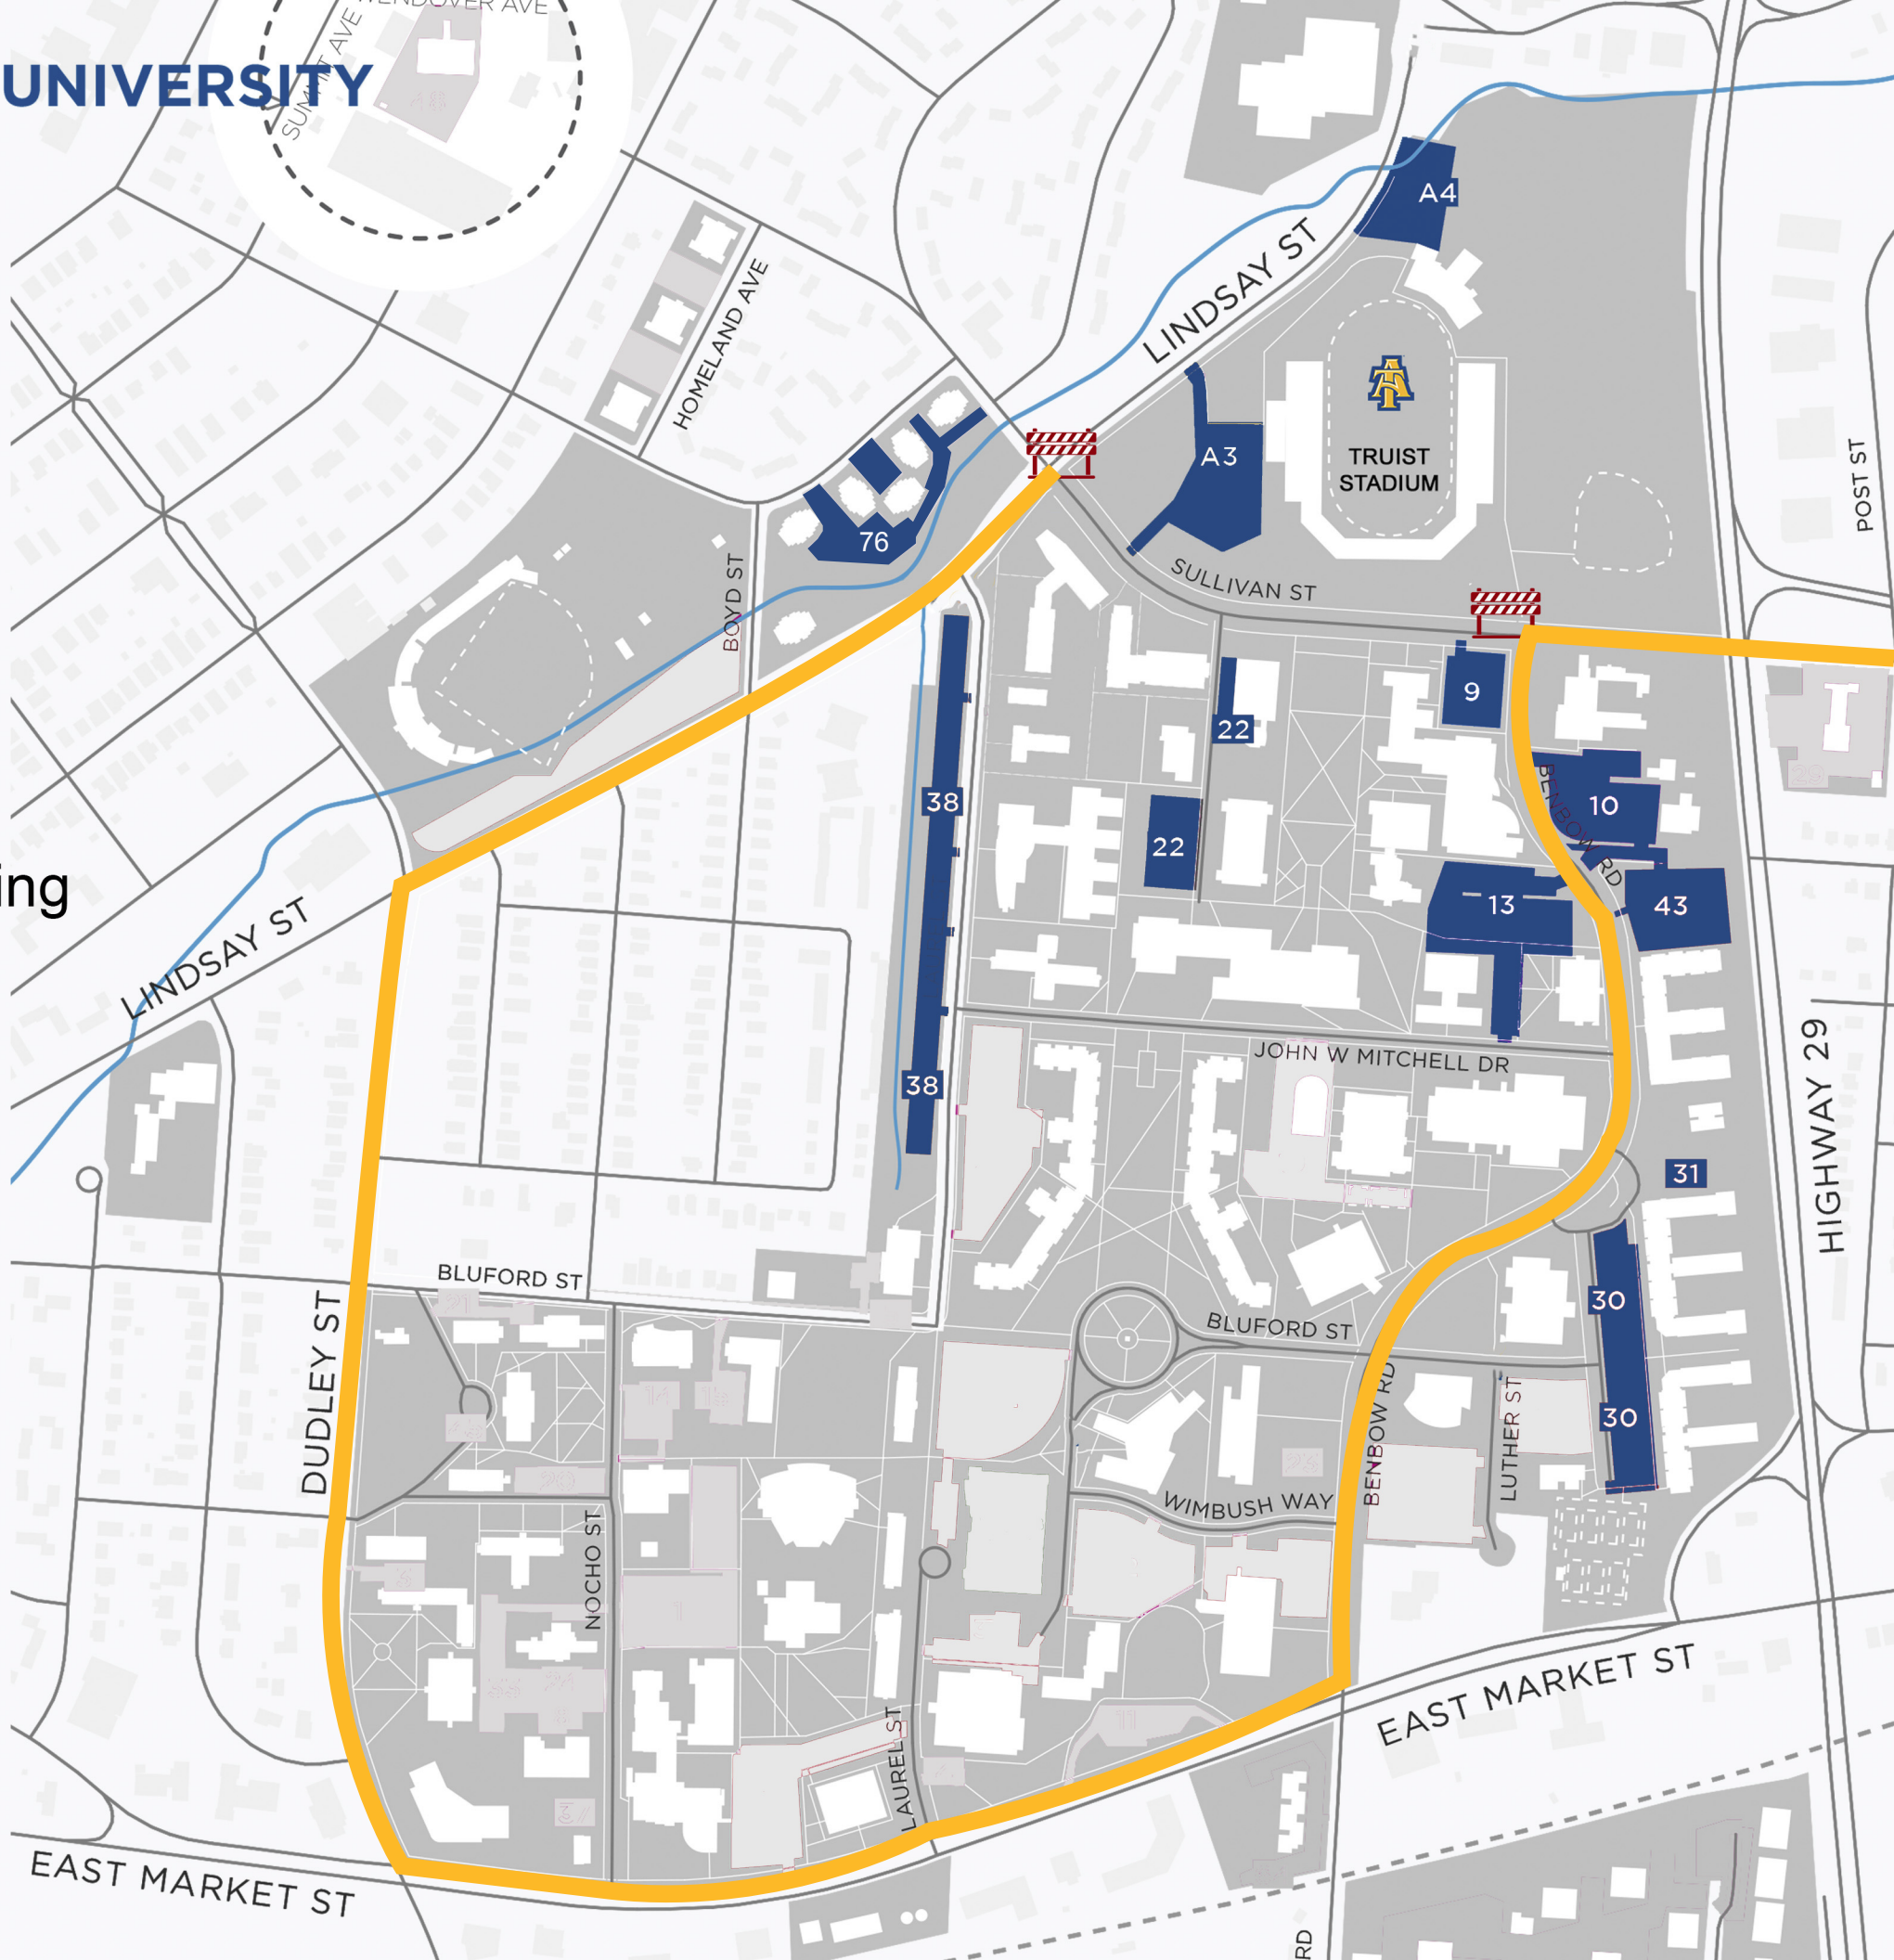 WENDOVER AVE
SUMMIT AVE
UNIVERSITY
A4
LINDSAY ST
HOMELAND AVE
AT
TRUIST
STADIUM
A3
POST ST
76
SULLIVAN ST
BOYD ST
9
22
38
10
BENBOW RD
22
13
43
ing
LINDSAY ST
JOHN W MITCHELL DR
38
HIGHWAY 29
31
BLUFORD ST
30
BLUFORD ST
DUDLEY ST
30
BENBOW RD
LUTHER ST
WIMBUSH WAY
NOCHO ST
EAST MARKET ST
11
LAUREL ST
37
EAST MARKET ST
RD